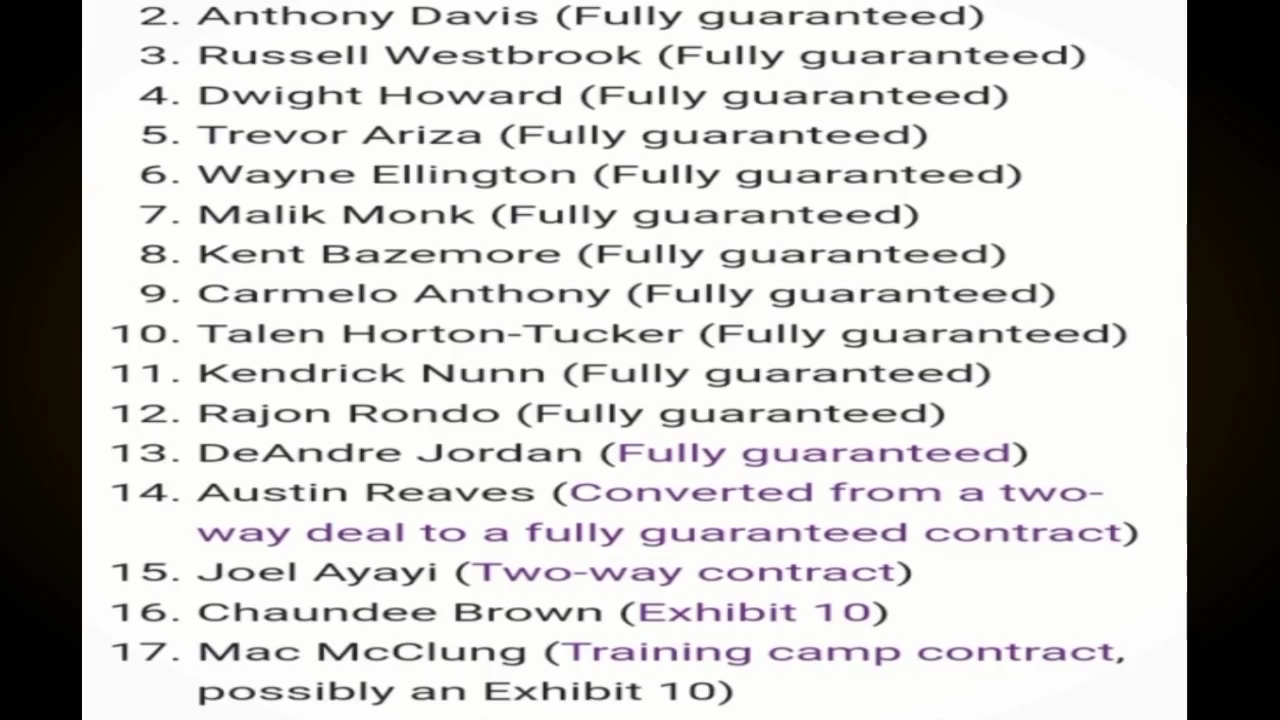 2. Anthony Davis (Fully guaranteed)
3. Russell Westbrook (Fully guaranteed)
4. Dwight Howard (Fully guaranteed)
5. Trevor Ariza (Fully guaranteed)
6. Wayne Ellington (Fully guaranteed)
7. Malik Monk (Fully guaranteed)
8. Kent Bazemore (Fully guaranteed)
9. Carmelo Anthony (Fully guaranteed)
10. Talen Horton-Tucker (Fully guaranteed)
11. Kendrick Nunn (Fully guaranteed)
12. Rajon Rondo (Fully guaranteed)
13. DeAndre Jordan (Fully guaranteed)
14. Austin Reaves (Converted from a two-
way deal to a fully guaranteed contract)
15. Joel Ayayi (Two-way contract)
16. Chaundee Brown (Exhibit 10)
17. Mac McClung (Training camp contract,
possibly an Exhibit 10)